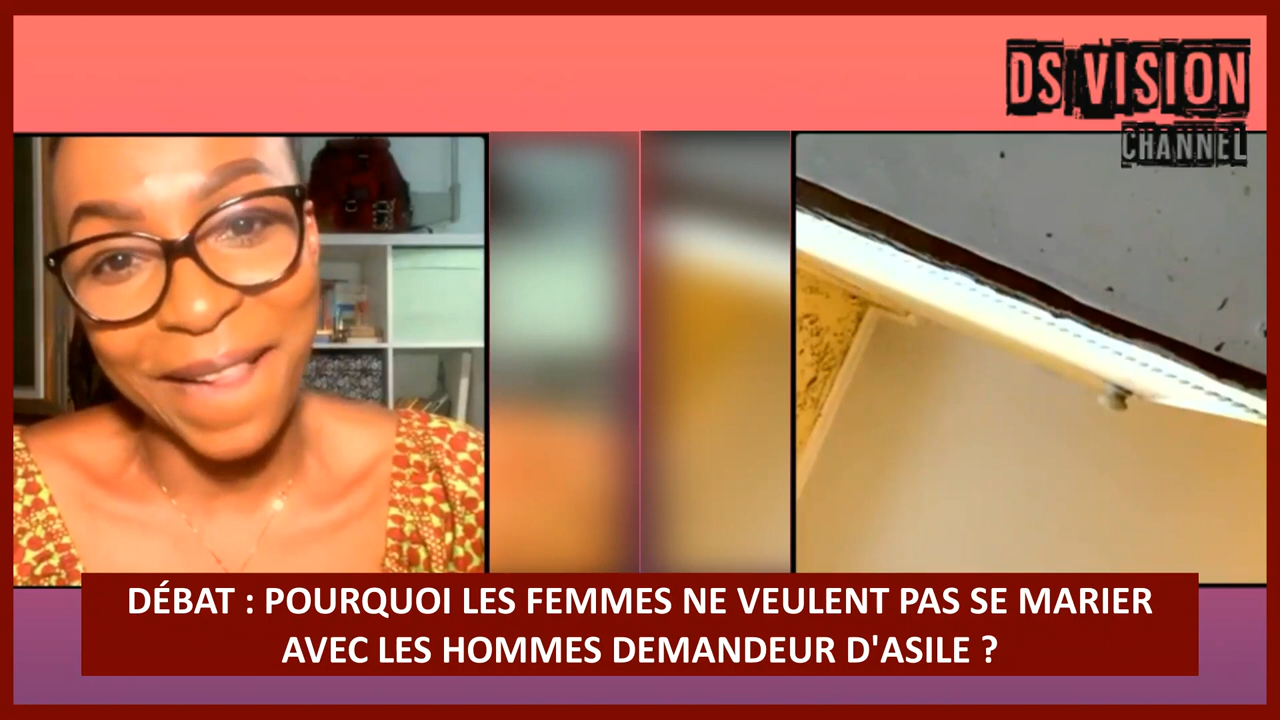 DS VISION
CHANNEL
DÉBAT : POURQUOI LES FEMMES NE VEULENT PAS SE MARIER
AVEC LES HOMMES DEMANDEUR D'ASILE ?